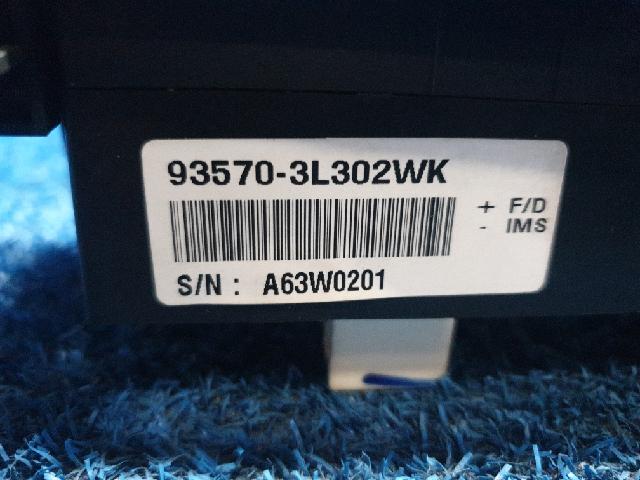 93570-3L302WK
+ F/D
- IMS
S/N : A63W0201